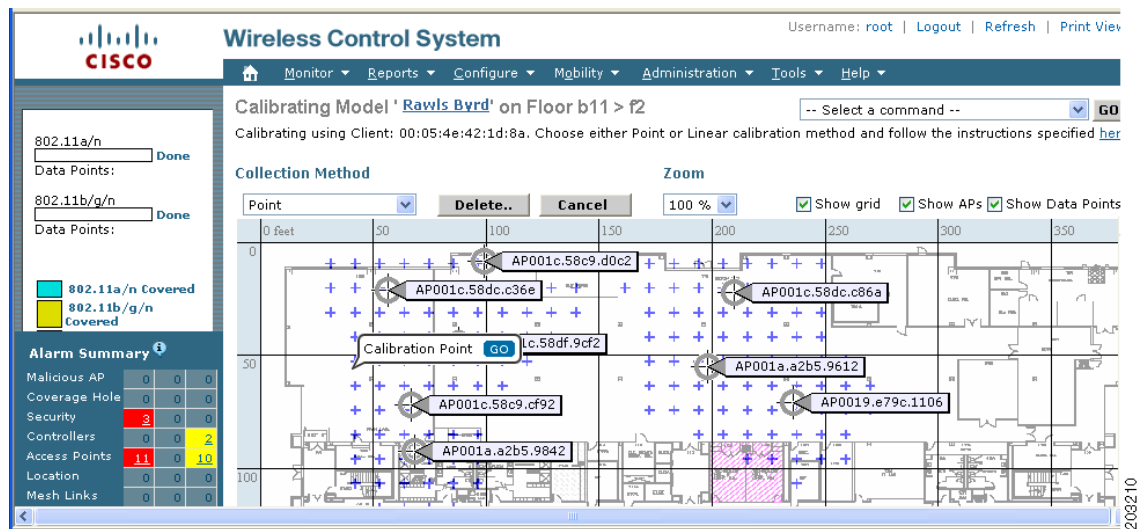 CISCO
Wireless Control System
Username: root | Logout | Refresh | Print View
Monitor Reports Configure Mobility Administration Tools Help
Calibrating Model ' Rawls Byrd' on Floor b11 > f2
-- Select a command --
GO
Calibrating using Client: 00:05:4e:42:1d:8a. Choose either Point or Linear calibration method and follow the instructions specified her
802.11a/n
Done
Data Points:
802.11b/g/n
Done
Data Points:
802.11a/n Covered
802.11b/g/n
Covered
Collection Method
Zoom
Point
Delete..
Cancel
100 %
Show grid
Show APs
Show Data Points
0 feet 50 100 150 200 250 300 350
0
50
100
AP001c.58c9.d0c2
AP001c.58dc.c36e
AP001c.58dc.c86a
Calibration Point GO
1c.58df.9cf2
AP001a.a2b5.9612
AP001c.58c9.cf92
AP0019.e79c.1106
AP001a.a2b5.9842
Alarm Summary
Malicious AP 0 0 0
Coverage Hole 0 0 0
Security 3 0 0
Controllers 0 0 2
Access Points 11 0 10
Location 0 0 0
Mesh Links 0 0 0
203210